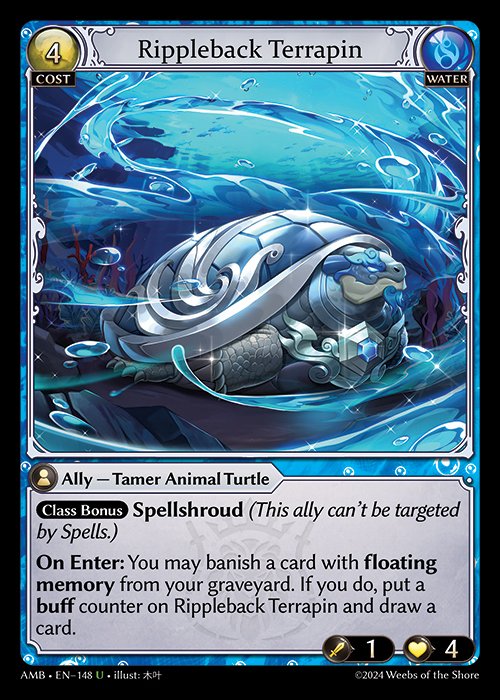 4
COST
Rippleback Terrapin
WATER
Ally — Tamer Animal Turtle
Class Bonus Spellshroud (This ally can't be targeted
by Spells.)
On Enter: You may banish a card with floating
memory from your graveyard. If you do, put a
buff counter on Rippleback Terrapin and draw a
card.
1
4
AMB • EN–148 U • illust: 木叶
©2024 Weebs of the Shore